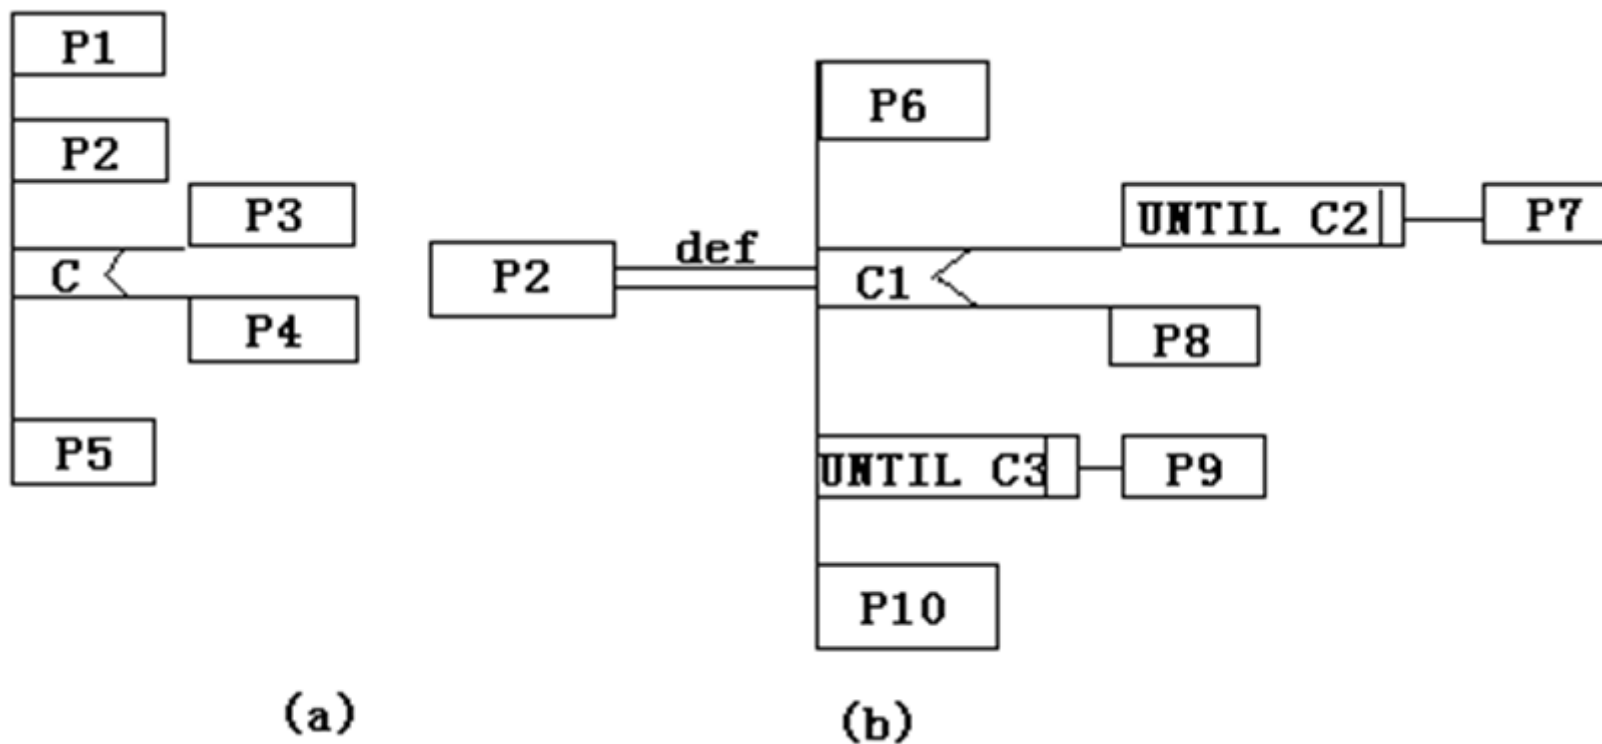 P1
P2
P3
C
P4
P5
(a)
P2
def
P6
UNTIL C2
P7
C1
P8
UNTIL C3
P9
P10
(b)